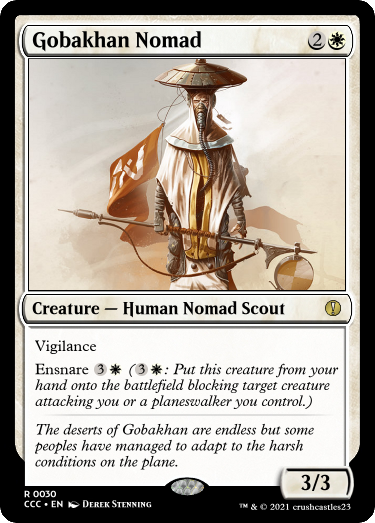 Gobakhan Nomad 2
Creature — Human Nomad Scout
Vigilance
Ensnare 3 (3: Put this creature from your
hand onto the battlefield blocking target creature
attacking you or a planeswalker you control.)
The deserts of Gobakhan are endless but some
peoples have managed to adapt to the harsh
conditions on the plane.
3/3
R 0030
CCC • EN DEREK STENNING
™ & © 2021 crushcastles23